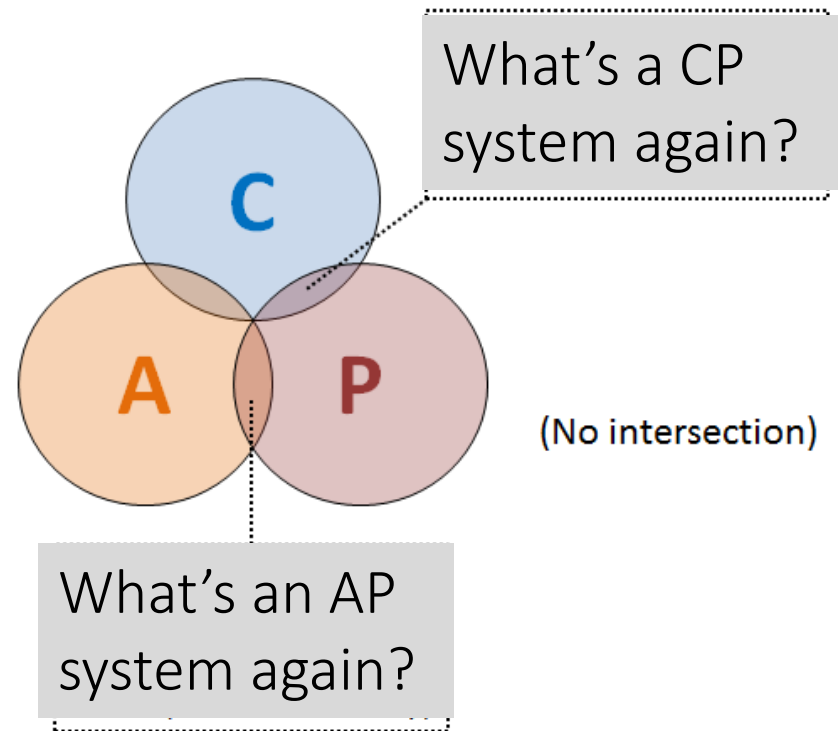 What’s a CP
system again?
C
A
P
(No intersection)
What’s an AP
system again?